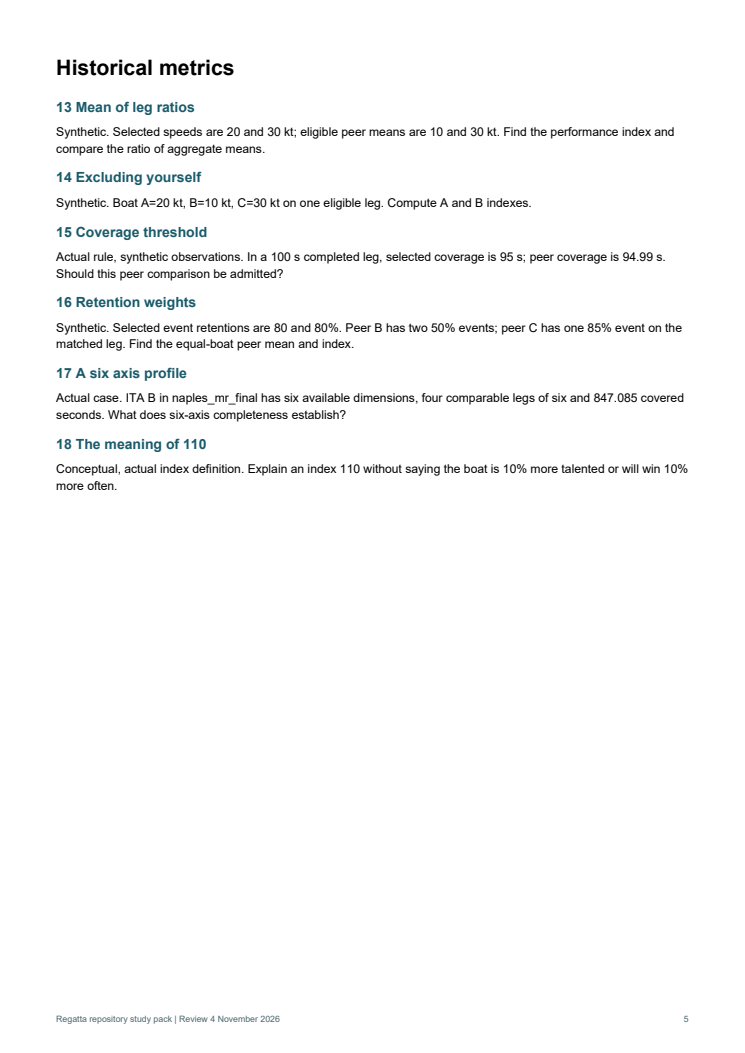 Historical metrics
13 Mean of leg ratios
Synthetic. Selected speeds are 20 and 30 kt; eligible peer means are 10 and 30 kt. Find the performance index and
compare the ratio of aggregate means.
14 Excluding yourself
Synthetic. Boat A=20 kt, B=10 kt, C=30 kt on one eligible leg. Compute A and B indexes.
15 Coverage threshold
Actual rule, synthetic observations. In a 100 s completed leg, selected coverage is 95 s; peer coverage is 94.99 s.
Should this peer comparison be admitted?
16 Retention weights
Synthetic. Selected event retentions are 80 and 80%. Peer B has two 50% events; peer C has one 85% event on the
matched leg. Find the equal-boat peer mean and index.
17 A six axis profile
Actual case. ITA B in naples_mr_final has six available dimensions, four comparable legs of six and 847.085 covered
seconds. What does six-axis completeness establish?
18 The meaning of 110
Conceptual, actual index definition. Explain an index 110 without saying the boat is 10% more talented or will win 10%
more often.
Regatta repository study pack | Review 4 November 2026
5